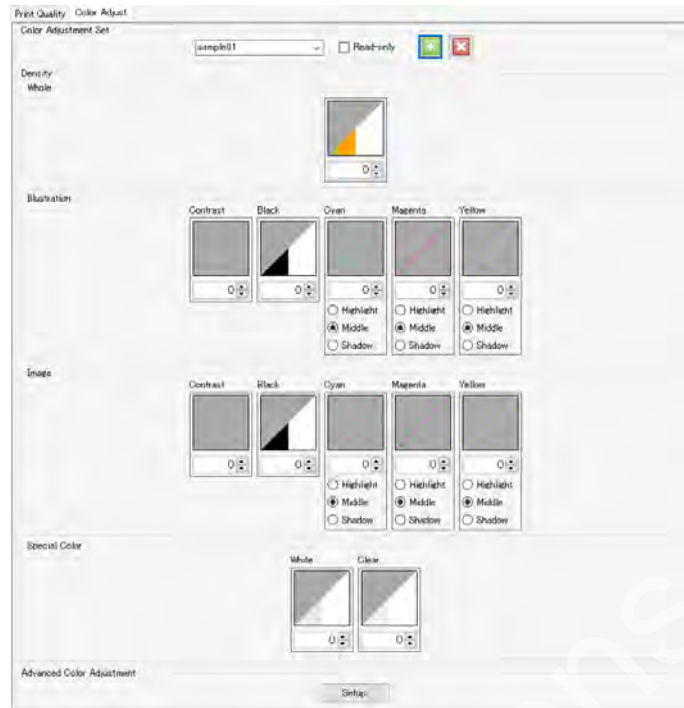 Print Quality Color Adjust
Color Adjustment Set
sample01 Read-only
Density
Whole
0
Illustration
Contrast Black Cyan Magenta Yellow
0 0 0 0 0
Highlight Highlight Highlight
Middle Middle Middle
Shadow Shadow Shadow
Image
Contrast Black Cyan Magenta Yellow
0 0 0 0 0
Highlight Highlight Highlight
Middle Middle Middle
Shadow Shadow Shadow
Special Color
White Clear
0 0
Advanced Color Adjustment
Setup